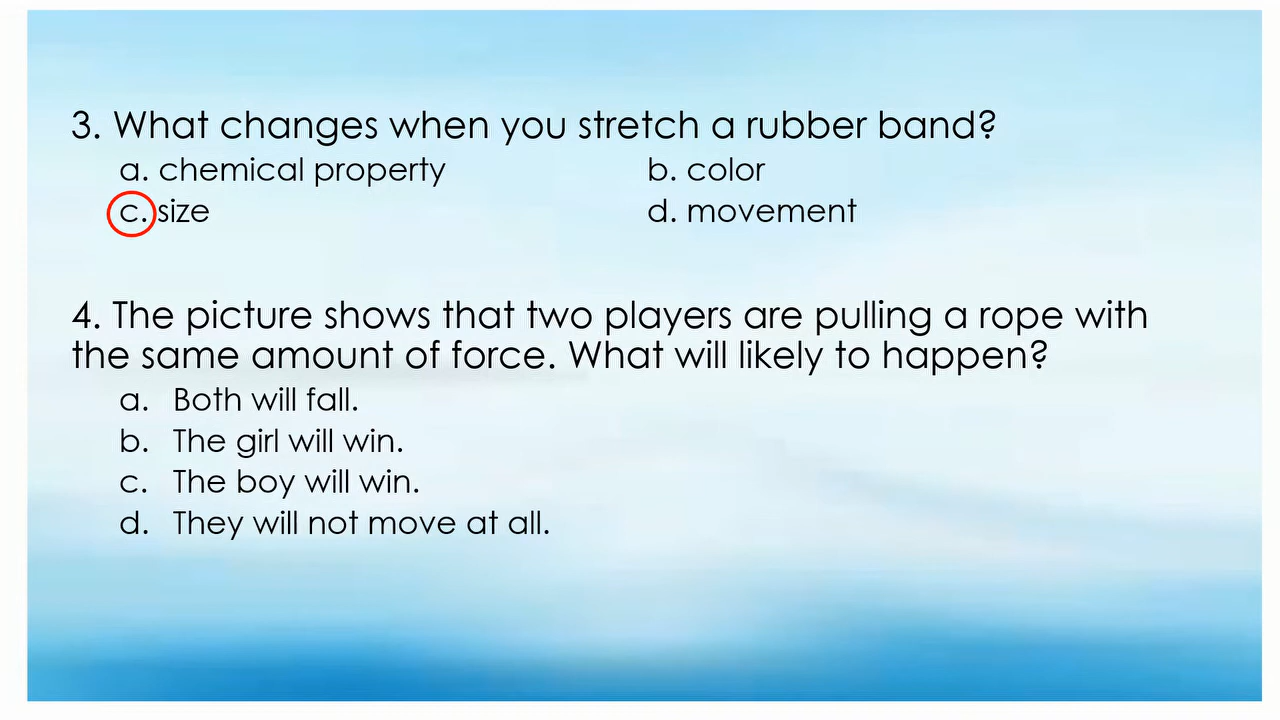 3. What changes when you stretch a rubber band?
a. chemical property b. color
c. size d. movement
4. The picture shows that two players are pulling a rope with
the same amount of force. What will likely to happen?
a. Both will fall.
b. The girl will win.
c. The boy will win.
d. They will not move at all.